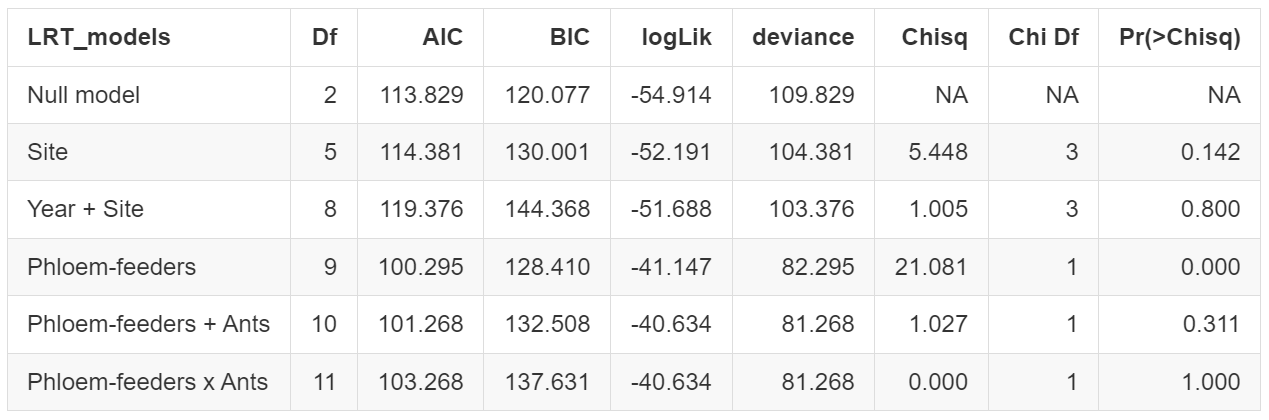 LRT_models Df AIC BIC logLik deviance Chisq Chi Df Pr(>Chisq)
Null model 2 113.829 120.077 -54.914 109.829 NA NA NA
Site 5 114.381 130.001 -52.191 104.381 5.448 3 0.142
Year + Site 8 119.376 144.368 -51.688 103.376 1.005 3 0.800
Phloem-feeders 9 100.295 128.410 -41.147 82.295 21.081 1 0.000
Phloem-feeders + Ants 10 101.268 132.508 -40.634 81.268 1.027 1 0.311
Phloem-feeders x Ants 11 103.268 137.631 -40.634 81.268 0.000 1 1.000